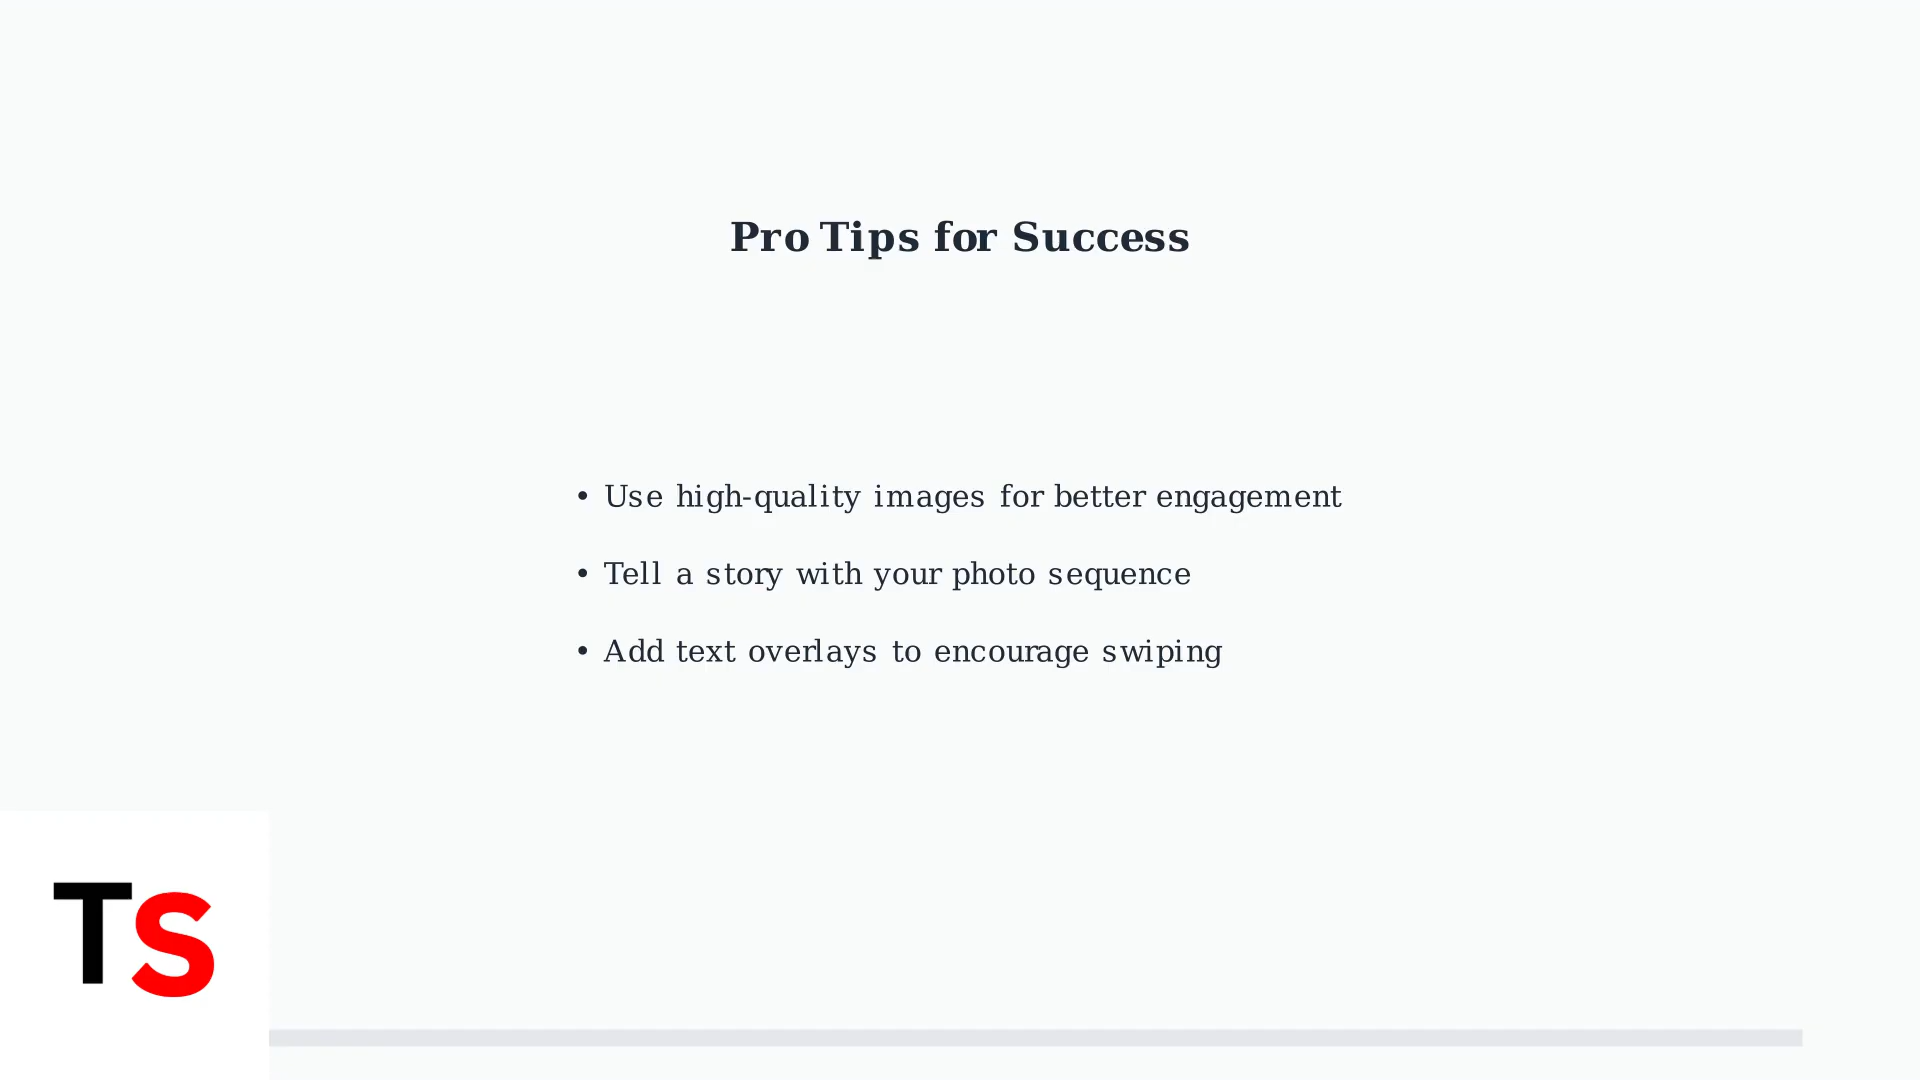 Pro Tips for Success
• Use high-quality images for better engagement
• Tell a story with your photo sequence
• Add text overlays to encourage swiping
TS